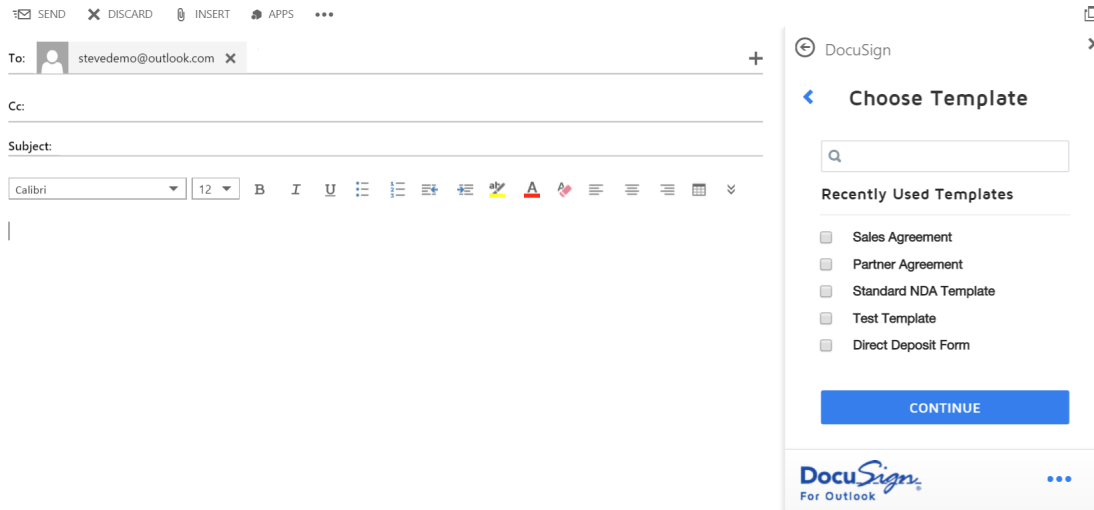 SEND DISCARD INSERT APPS
To: stevedemo@outlook.com
Cc:
Subject:
Calibri 12 B I U aby A A
DocuSign
Choose Template
Recently Used Templates
Sales Agreement
Partner Agreement
Standard NDA Template
Test Template
Direct Deposit Form
CONTINUE
DocuSign®
For Outlook